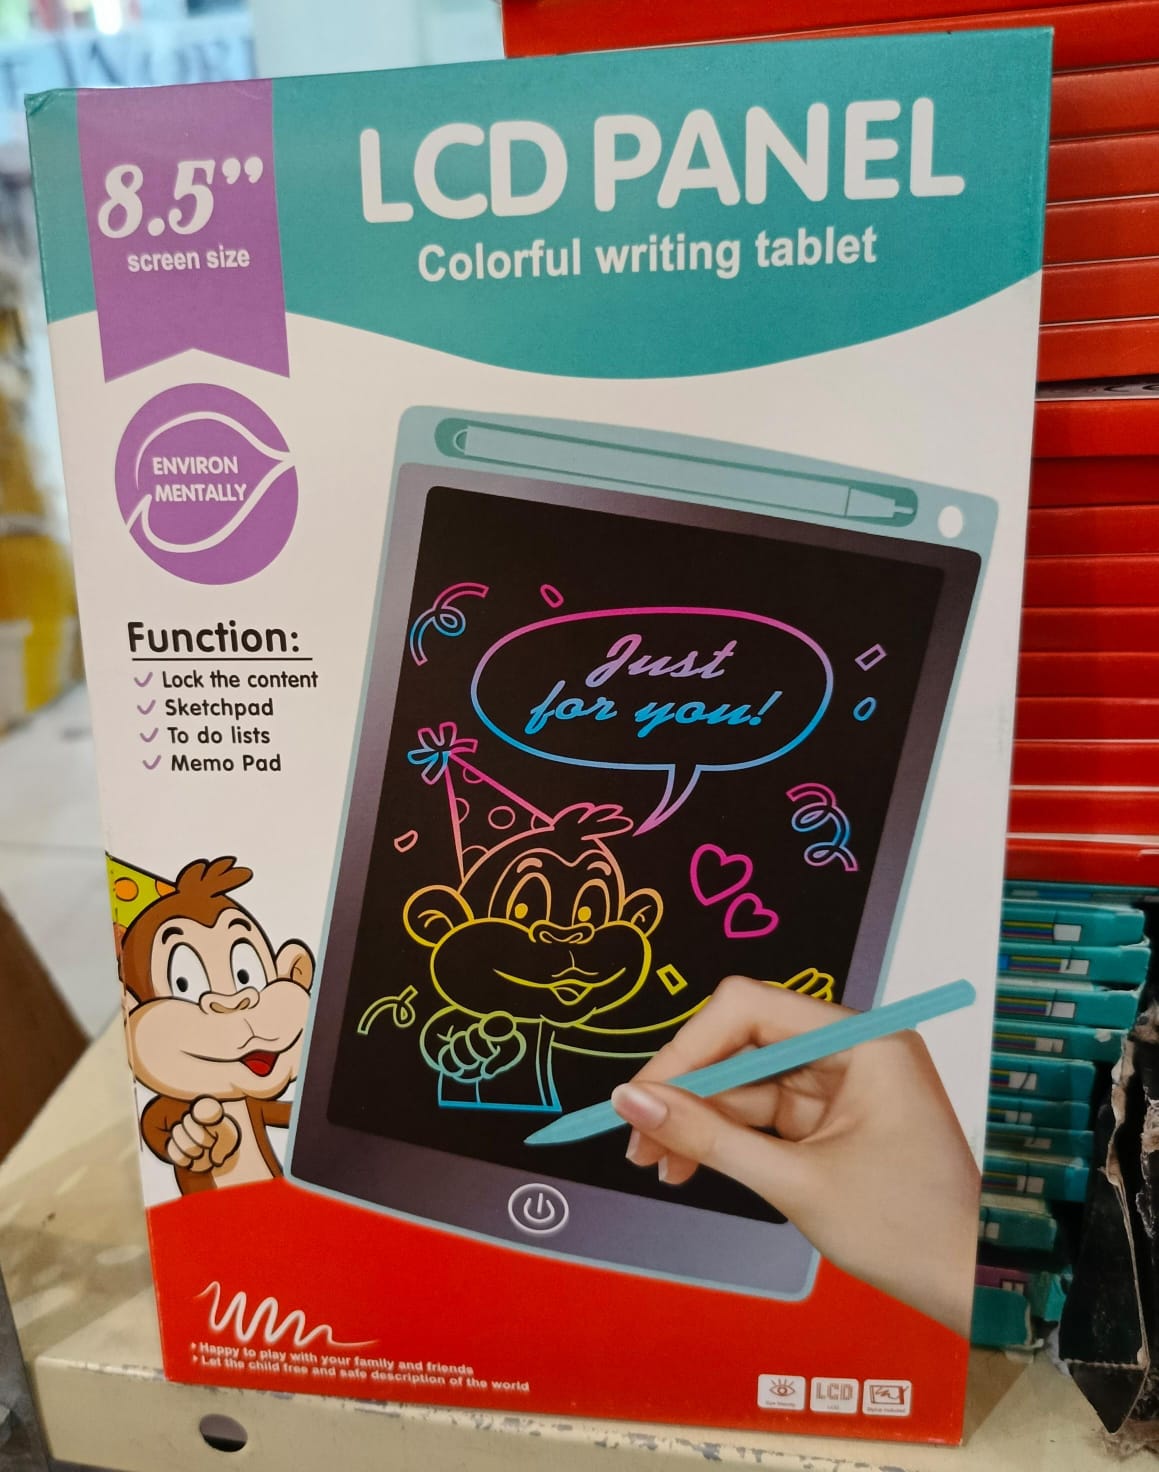 8.5”
screen size
LCD PANEL
Colorful writing tablet
ENVIRON
MENTALLY
Function:
Lock the content
Sketchpad
To do lists
Memo Pad
Just
for you!
Happy to play with your family and friends
Let the child free and safe description of the world
LCD